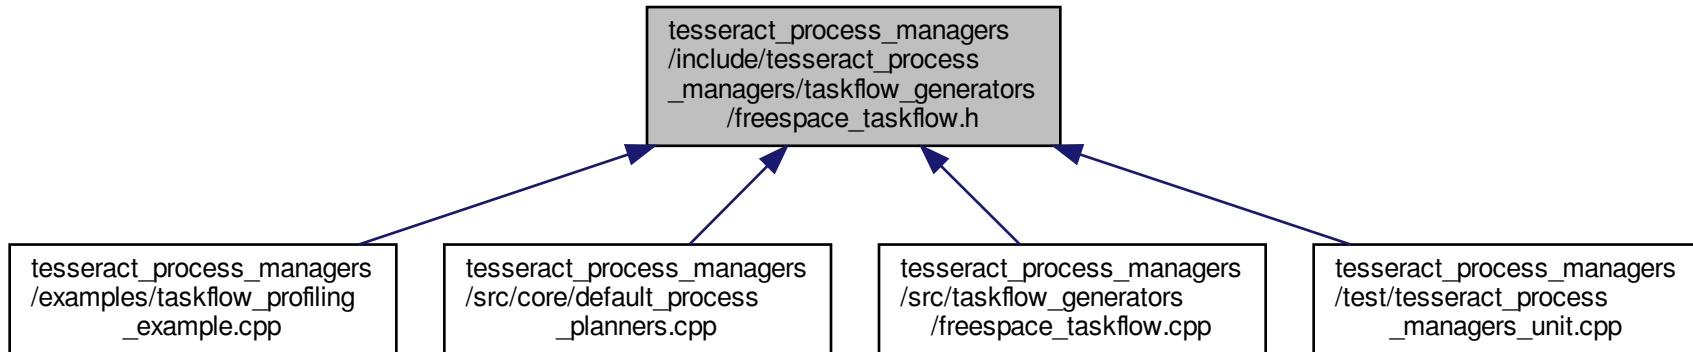 tesseract_process_managers
/include/tesseract_process
_managers/taskflow_generators
/freespace_taskflow.h
tesseract_process_managers
/examples/taskflow_profiling
_example.cpp
tesseract_process_managers
/src/core/default_process
_planners.cpp
tesseract_process_managers
/src/taskflow_generators
/freespace_taskflow.cpp
tesseract_process_managers
/test/tesseract_process
_managers_unit.cpp